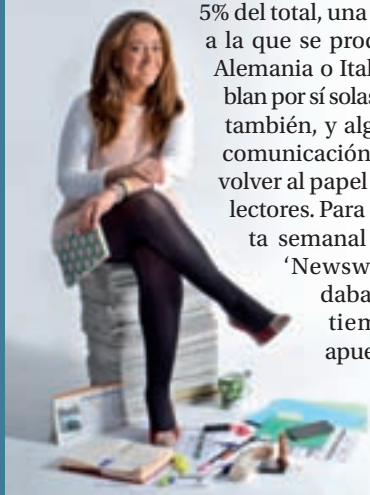 5% del total, una
a la que se prod
Alemania o Ital
blan por sí solas
también, y alg
comunicación
volver al papel
lectores. Para
ta semanal
‘Newsw
daba
tiem
apue